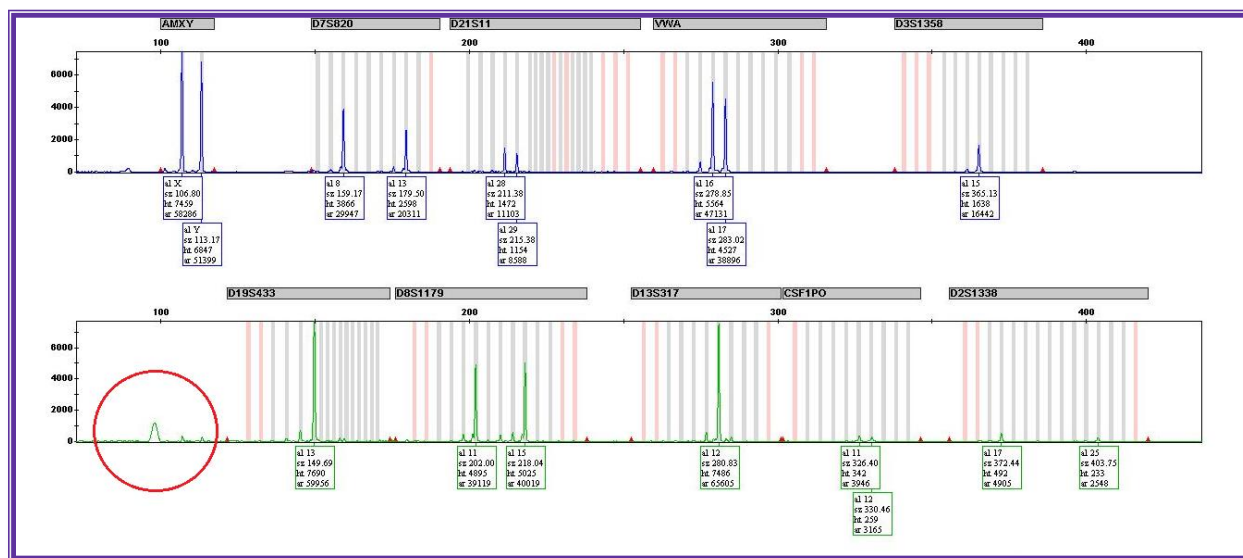 AMXY D7S820 D21S11 VWA D3S1358
100 200 300 400
6000
4000
2000
0
al X
sz 106.80
ht 7459
ar 58286
al Y
sz 113.17
ht 6847
ar 51399
al 8
sz 159.17
ht 3866
ar 29947
al 13
sz 179.50
ht 2598
ar 20311
al 28
sz 211.38
ht 1472
ar 11103
al 29
sz 215.38
ht 1154
ar 8588
al 16
sz 278.85
ht 5564
ar 47131
al 17
sz 283.02
ht 4527
ar 38896
al 15
sz 365.13
ht 1638
ar 16442
D19S433 D8S1179 D13S317 CSF1PO D2S1338
100 200 300 400
6000
4000
2000
0
al 13
sz 149.69
ht 7690
ar 59956
al 11
sz 202.00
ht 4895
ar 39119
al 15
sz 218.04
ht 5025
ar 40019
al 12
sz 280.83
ht 7486
ar 65605
al 11
sz 326.40
ht 342
ar 3946
al 12
sz 330.46
ht 259
ar 3165
al 17
sz 372.44
ht 492
ar 4905
al 25
sz 403.75
ht 233
ar 2548